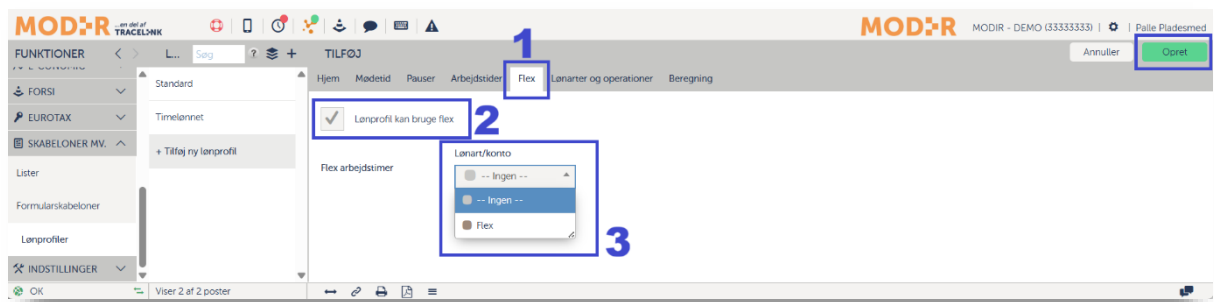 MOD:R ...en del af TRACELINK
MOD:R MODIR - DEMO (33333333) | | Palle Pladesmed
FUNKTIONER < > L... Søg ? + TILFØJ Annuller Opret
1
Hjem Mødetid Pauser Arbejdstider Flex Lønarter og operationer Beregning
FORSI
EUROTAX
SKABELONER MV.
Lister
Formularskabeloner
Lønprofiler
INDSTILLINGER
OK
Standard
Timelønnet
+ Tilføj ny lønprofil
Viser 2 af 2 poster
Lønprofil kan bruge flex 2
Lønart/konto
Flex arbejdstimer -- Ingen --
-- Ingen --
Flex
3